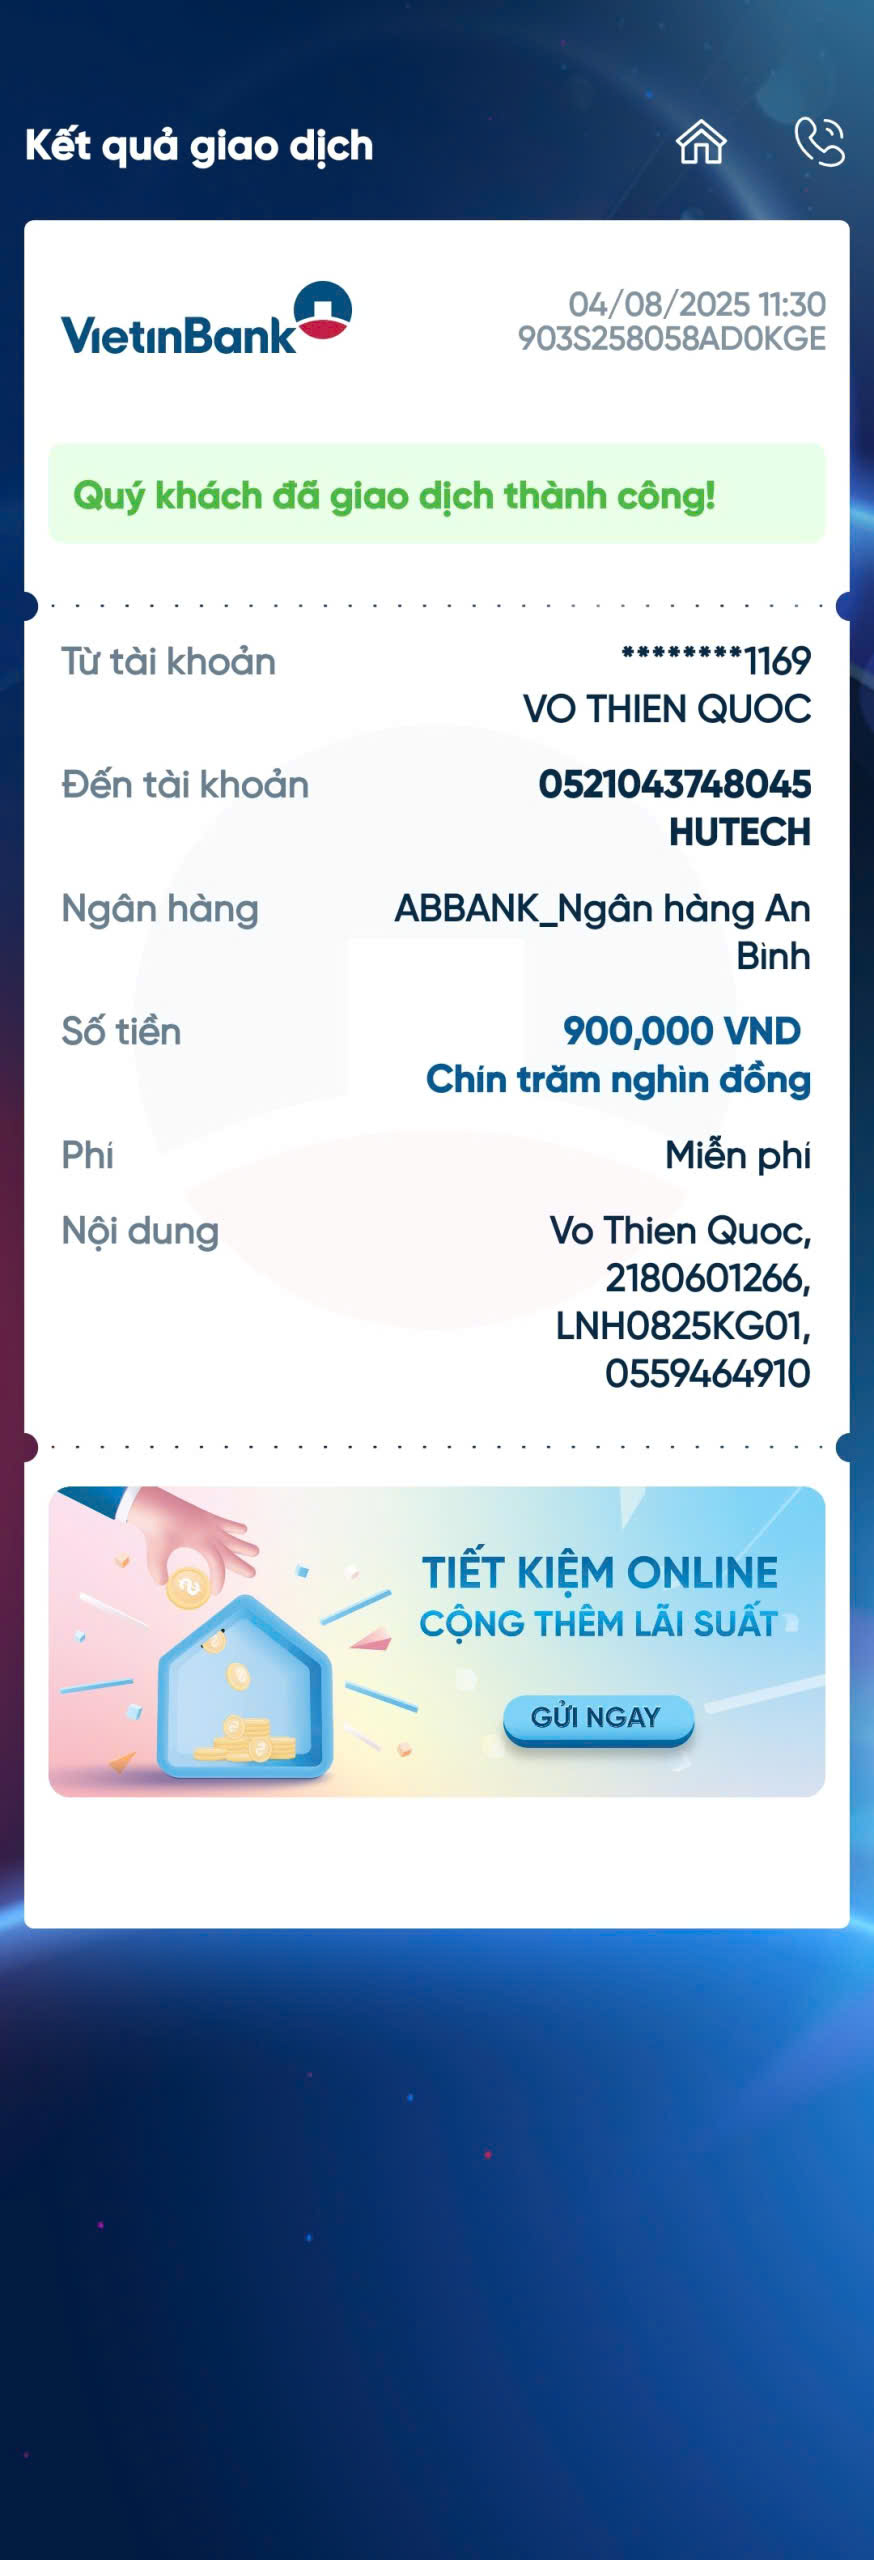 Kết quả giao dịch
VietinBank
04/08/2025 11:30
903S258058AD0KGE
Quý khách đã giao dịch thành công!
Từ tài khoản
********1169
VO THIEN QUOC
Đến tài khoản
0521043748045
HUTECH
Ngân hàng
ABBANK_Ngân hàng An
Bình
Số tiền
900,000 VND
Chín trăm nghìn đồng
Phí
Miễn phí
Nội dung
Vo Thien Quoc,
2180601266,
LNH0825KG01,
0559464910
TIẾT KIỆM ONLINE
CỘNG THÊM LÃI SUẤT
GỬI NGAY